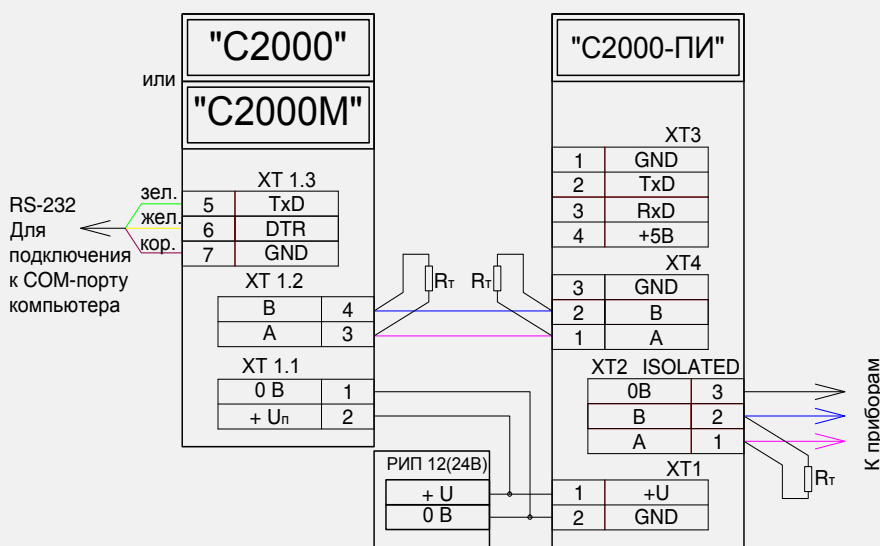 "С2000"
или
"С2000М"
XT 1.3
зел. 5 TxD
жел. 6 DTR
кор. 7 GND
RS-232
Для
подключения
к COM-порту
компьютера
XT 1.2
B 4
A 3
XT 1.1
0 В 1
+ Uп 2
Rт
Rт
"С2000-ПИ"
XT3
1 GND
2 TxD
3 RxD
4 +5В
XT4
3 GND
2 B
1 A
XT2 ISOLATED
0В 3
B 2
A 1
К приборам
Rт
XT1
1 +U
2 GND
РИП 12(24В)
+ U
0 В